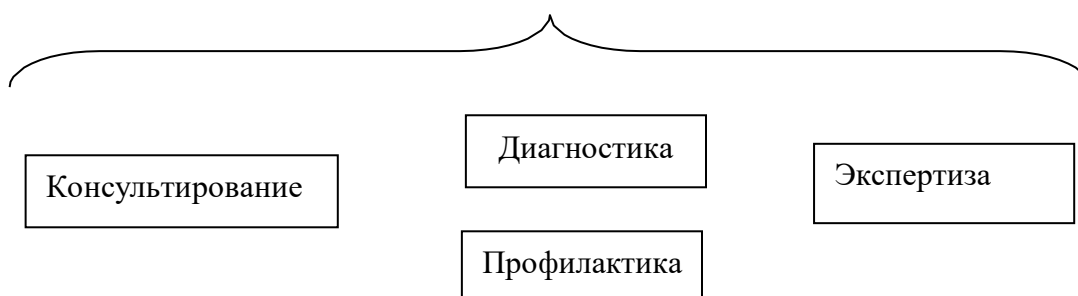 Консультирование
Диагностика
Экспертиза
Профилактика